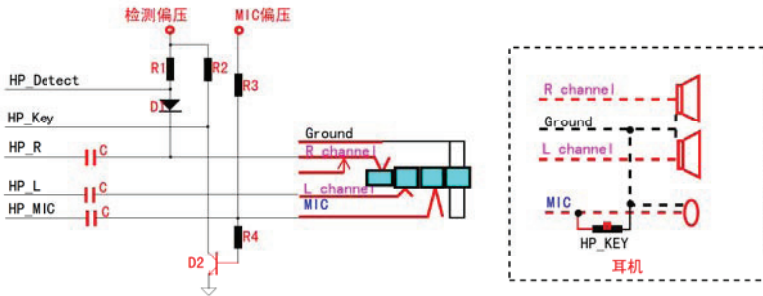 检测偏压 MIC偏压
R1 R2 R3
HP_Detect
D1
HP_Key
Ground
HP_R C R channel
HP_L C L channel
HP_MIC C MIC
R4
D2
R channel
Ground
L channel
MIC
HP_KEY
耳机